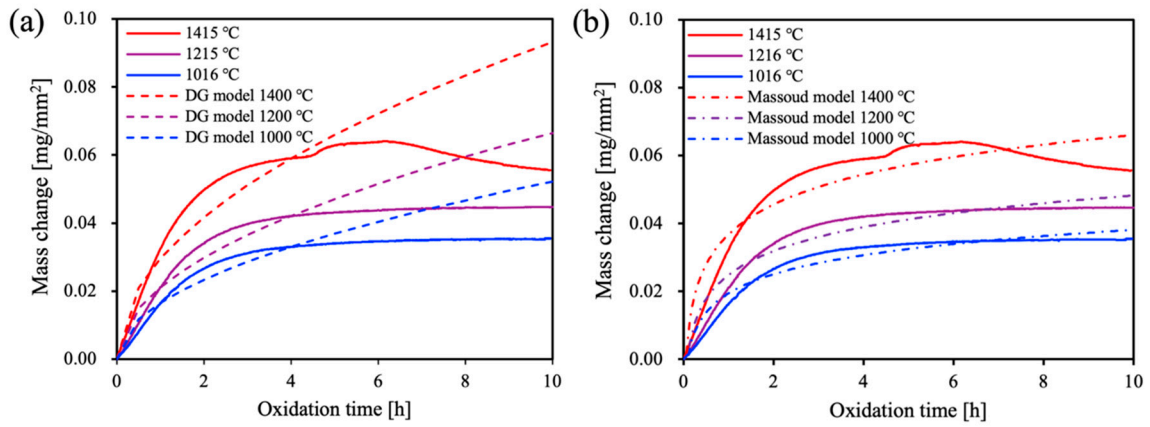 (a)
0.10
0.08
0.06
0.04
0.02
0.00
Mass change [mg/mm²]
1415 ℃
1215 ℃
1016 ℃
DG model 1400 ℃
DG model 1200 ℃
DG model 1000 ℃
0 2 4 6 8 10
Oxidation time [h]
(b)
0.10
0.08
0.06
0.04
0.02
0.00
Mass change [mg/mm²]
1415 ℃
1216 ℃
1016 ℃
Massoud model 1400 ℃
Massoud model 1200 ℃
Massoud model 1000 ℃
0 2 4 6 8 10
Oxidation time [h]